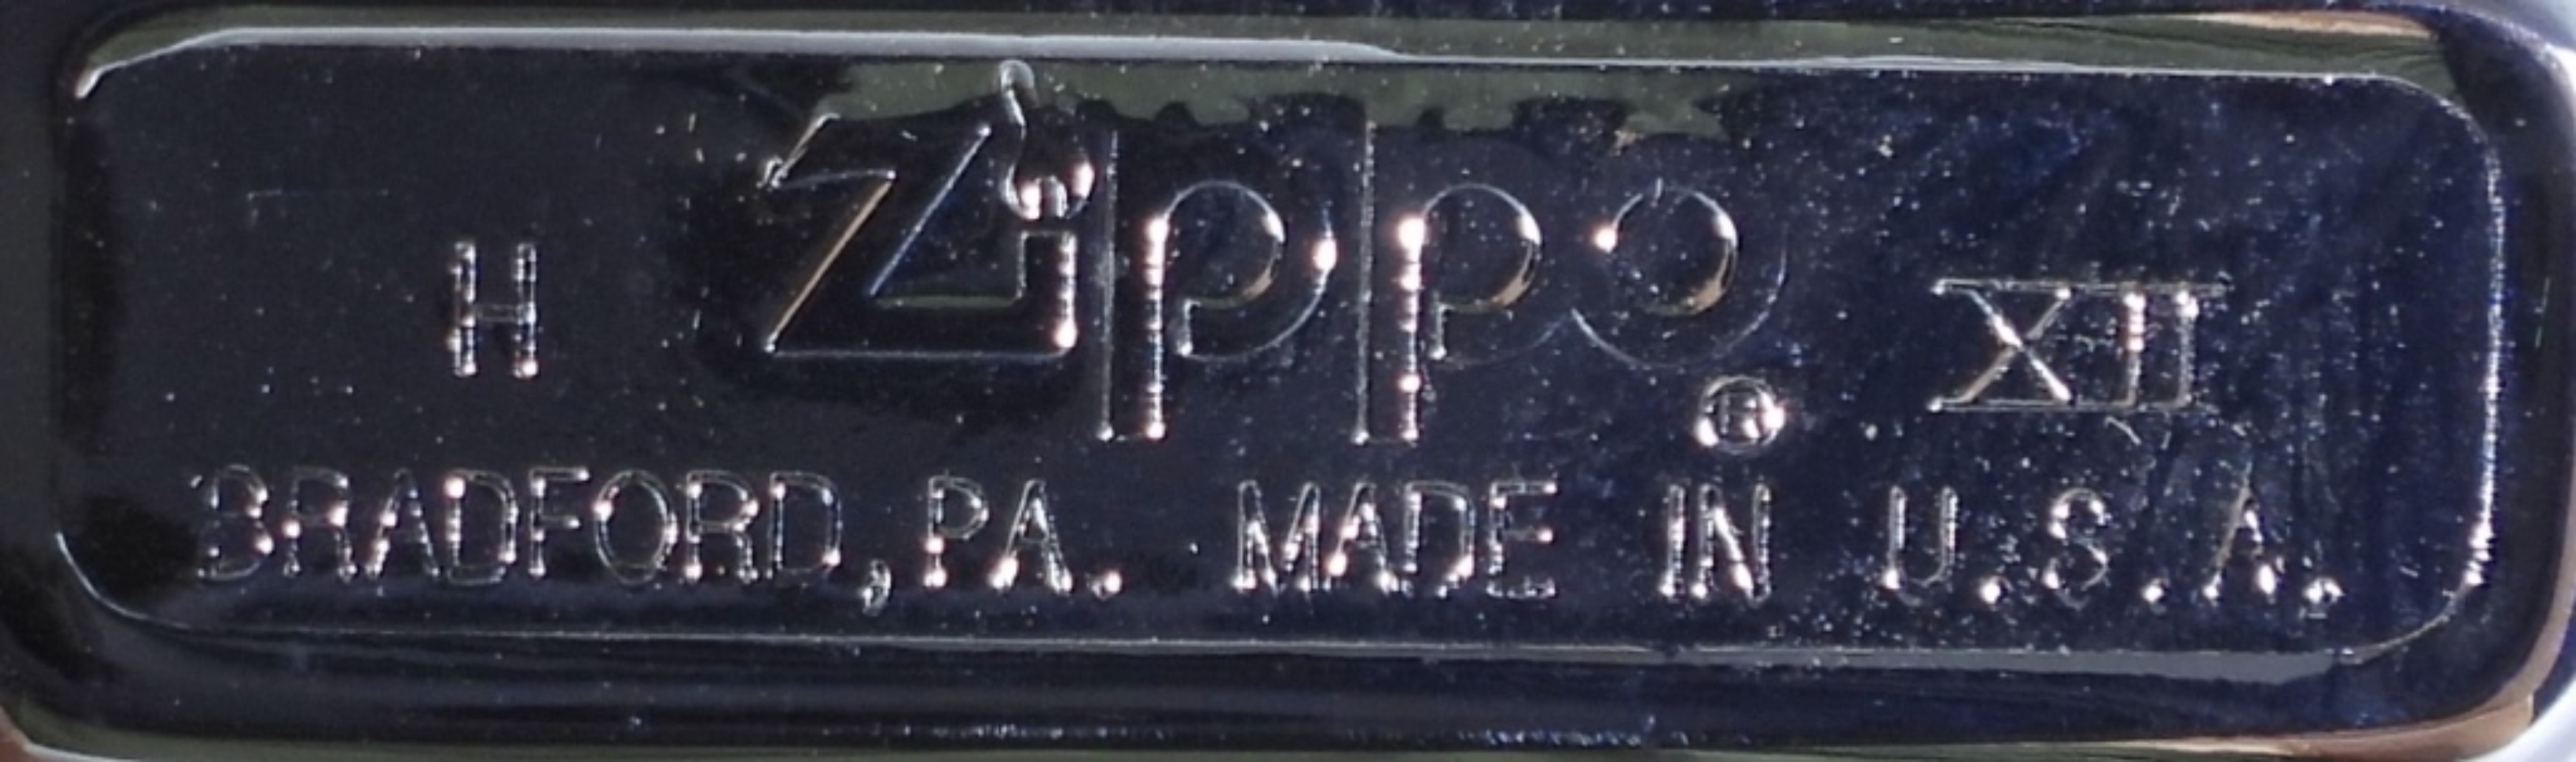 H Zippo ® XII
BRADFORD, PA. MADE IN U.S.A.